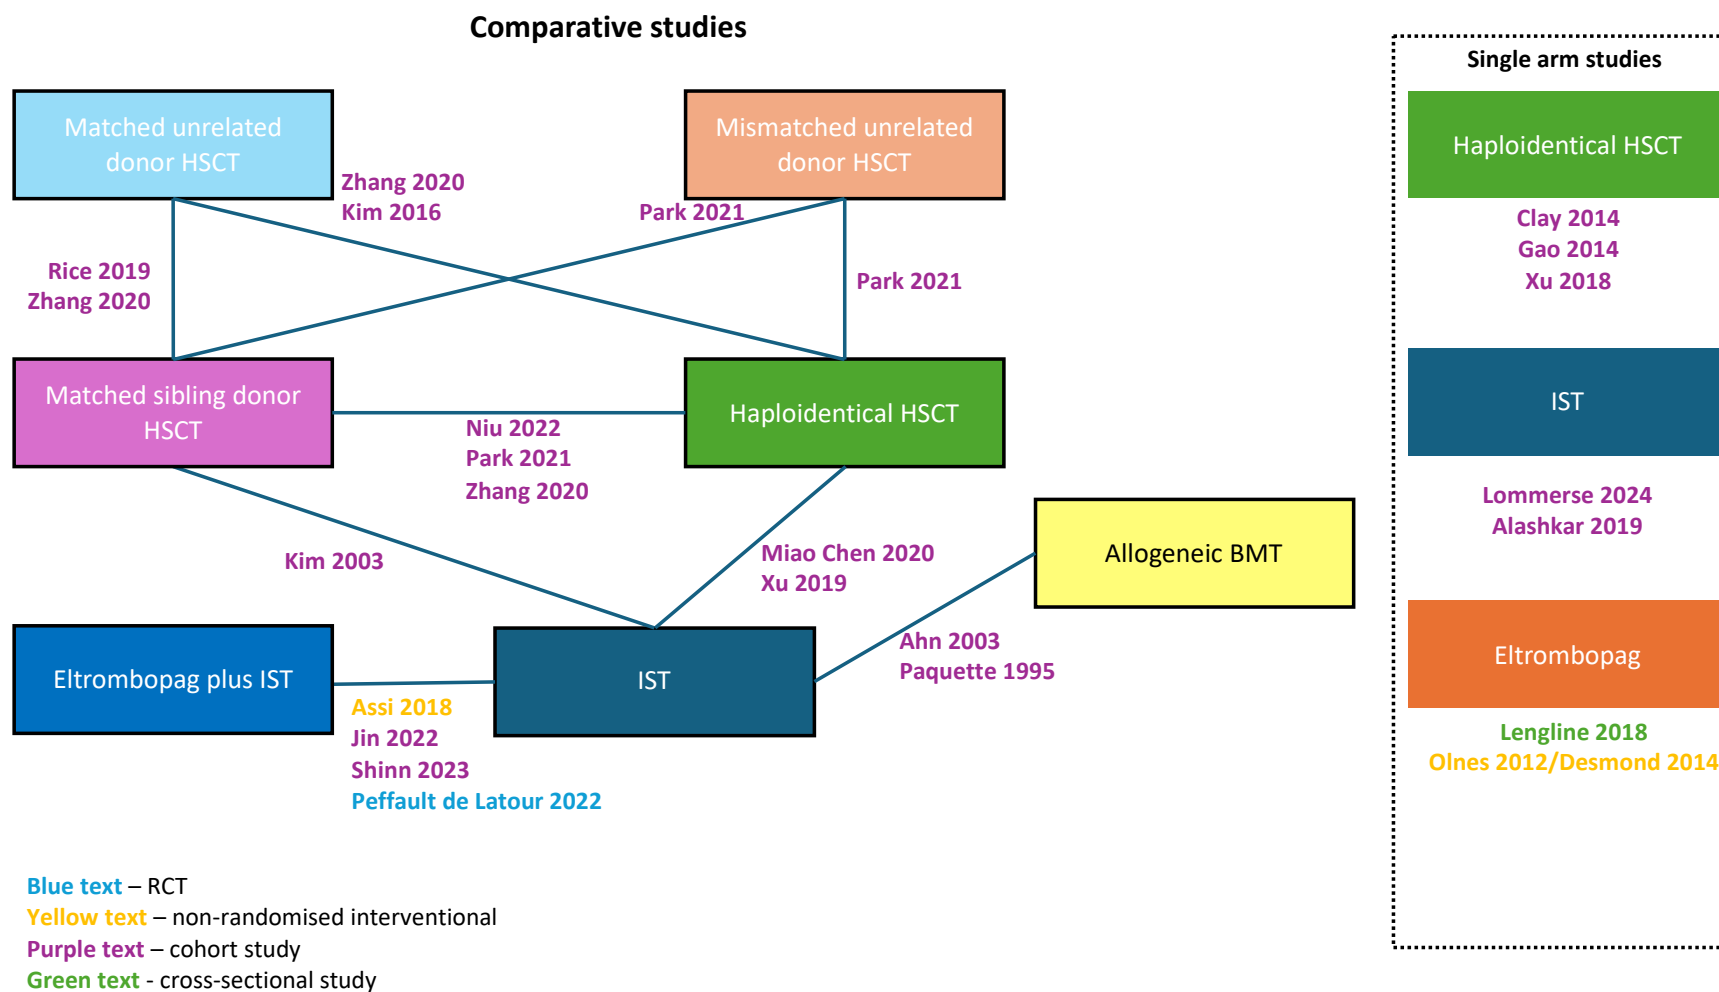 Comparative studies
Matched unrelated
donor HSCT
Mismatched unrelated
donor HSCT
Zhang 2020
Kim 2016
Park 2021
Rice 2019
Zhang 2020
Park 2021
Matched sibling donor
HSCT
Haploidentical HSCT
Niu 2022
Park 2021
Zhang 2020
Kim 2003
Miao Chen 2020
Xu 2019
Allogeneic BMT
Ahn 2003
Paquette 1995
Eltrombopag plus IST
IST
Assi 2018
Jin 2022
Shinn 2023
Peffault de Latour 2022
Blue text – RCT
Yellow text – non-randomised interventional
Purple text – cohort study
Green text - cross-sectional study
Single arm studies
Haploidentical HSCT
Clay 2014
Gao 2014
Xu 2018
IST
Lommerse 2024
Alashkar 2019
Eltrombopag
Lengline 2018
Olnes 2012/Desmond 2014